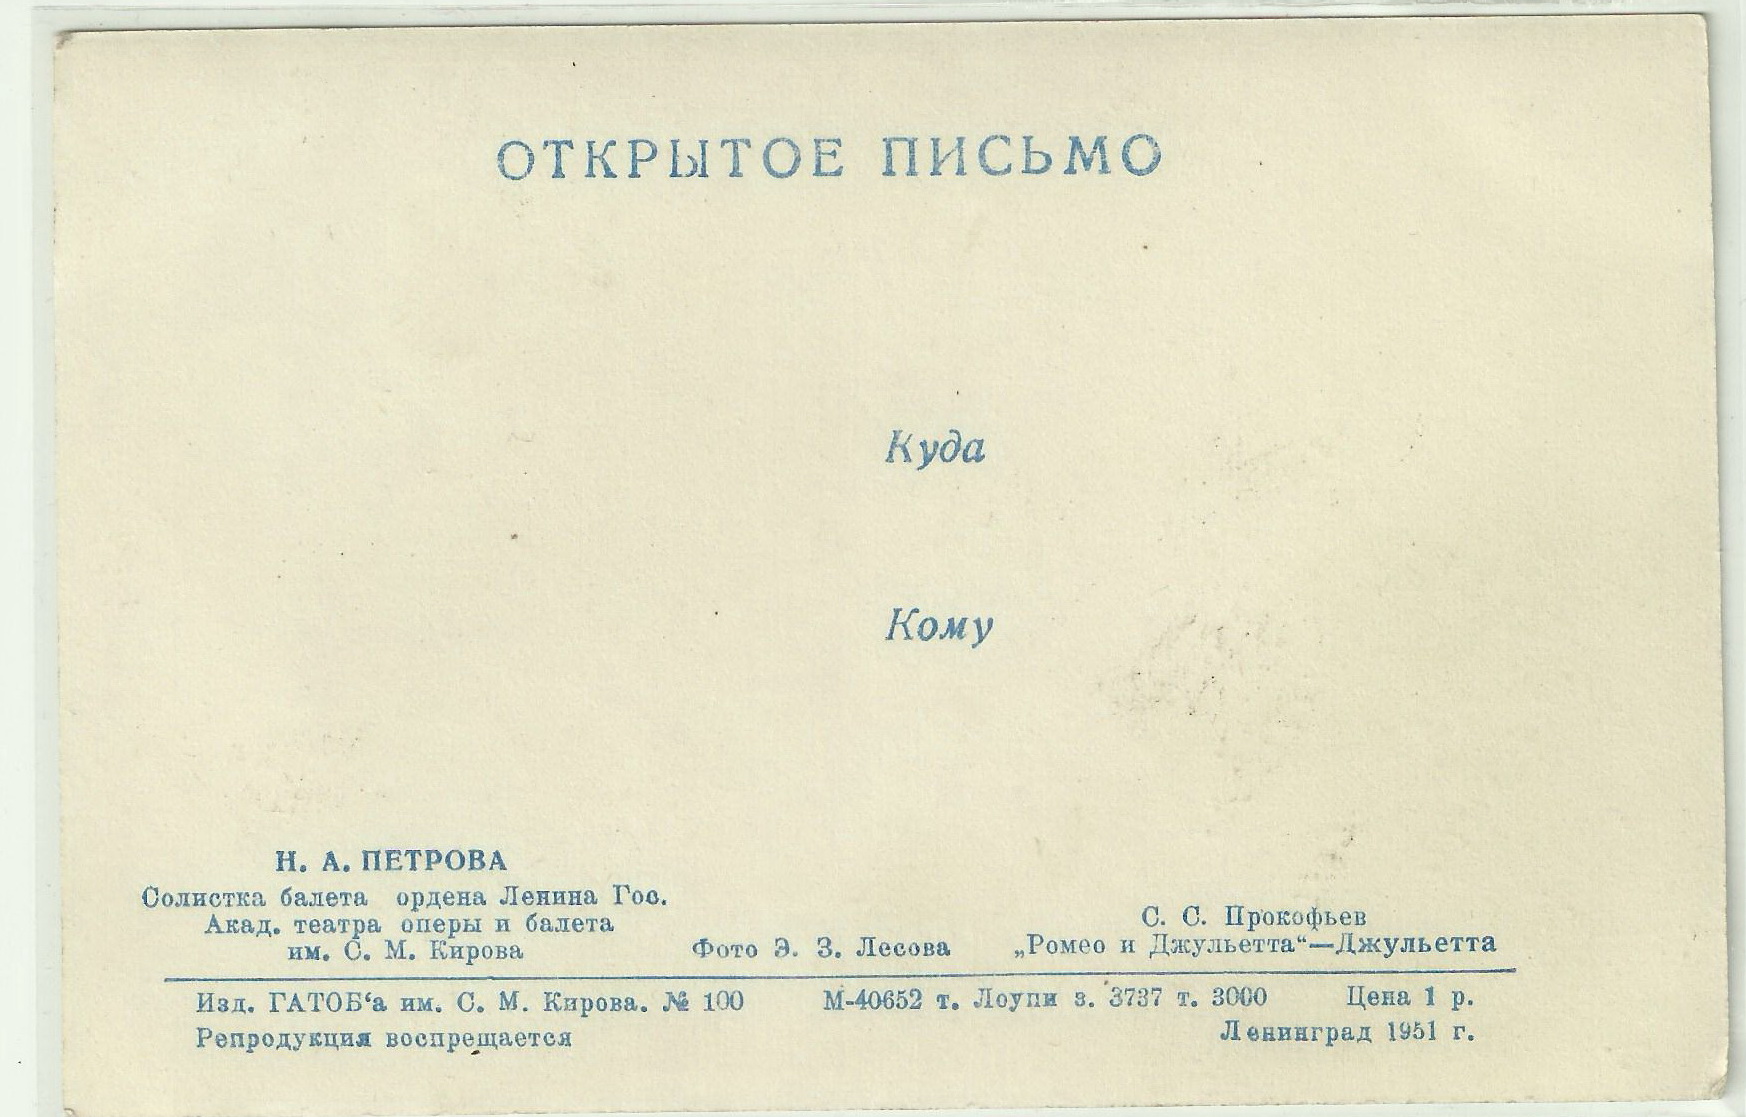 ОТКРЫТОЕ ПИСЬМО
Куда
Кому
Н. А. ПЕТРОВА
Солистка балета ордена Ленина Гос.
Акад. театра оперы и балета
им. С. М. Кирова
Фото Э. З. Лесова
С. С. Прокофьев
„Ромео и Джульетта“—Джульетта
Изд. ГАТОБ‘а им. С. М. Кирова. № 100 М-40652 т. Лоупи з. 3737 т. 3000 Цена 1 р.
Репродукция воспрещается Ленинград 1951 г.